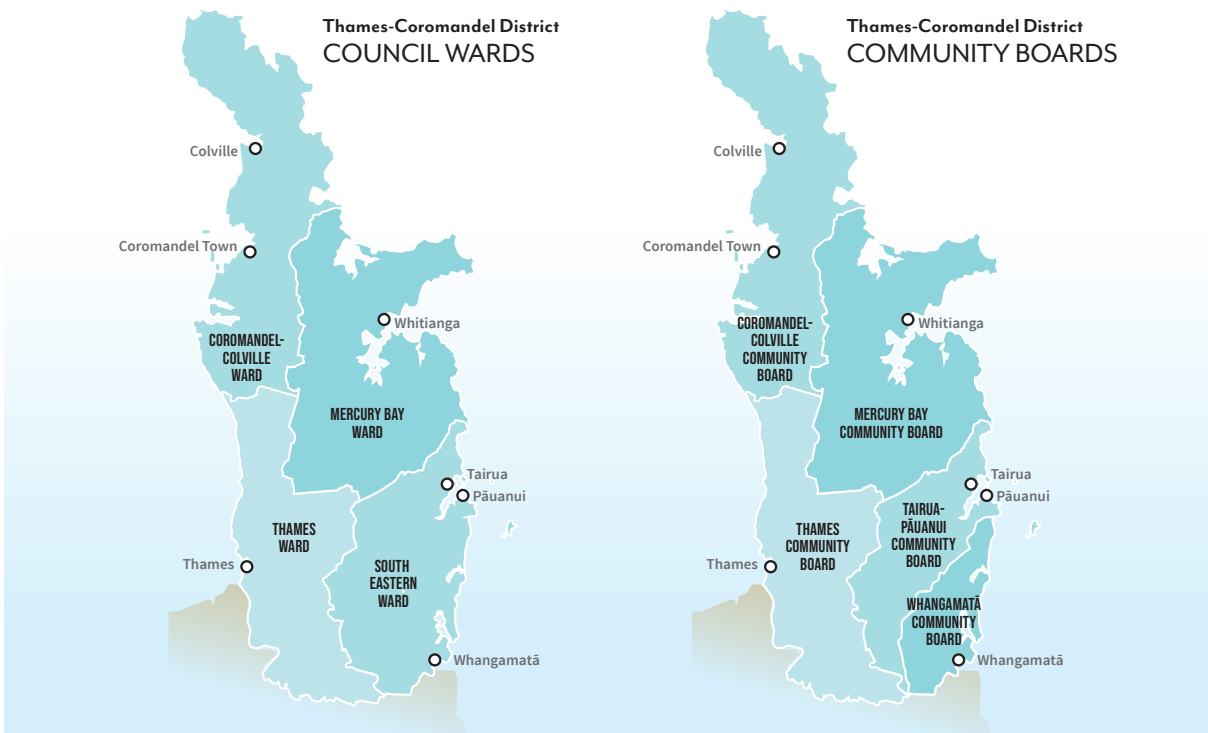 Thames-Coromandel District
COUNCIL WARDS
Colville
Coromandel Town
Whitianga
COROMANDEL-
COLVILLE
WARD
MERCURY BAY
WARD
Tairua
Pāuanui
THAMES
WARD
Thames
SOUTH
EASTERN
WARD
Whangamatā
Thames-Coromandel District
COMMUNITY BOARDS
Colville
Coromandel Town
Whitianga
COROMANDEL-
COLVILLE
COMMUNITY
BOARD
MERCURY BAY
COMMUNITY BOARD
Tairua
Pāuanui
TAIRUA-
PĀUANUI
COMMUNITY
BOARD
THAMES
COMMUNITY
BOARD
Thames
WHANGAMATĀ
COMMUNITY
BOARD
Whangamatā